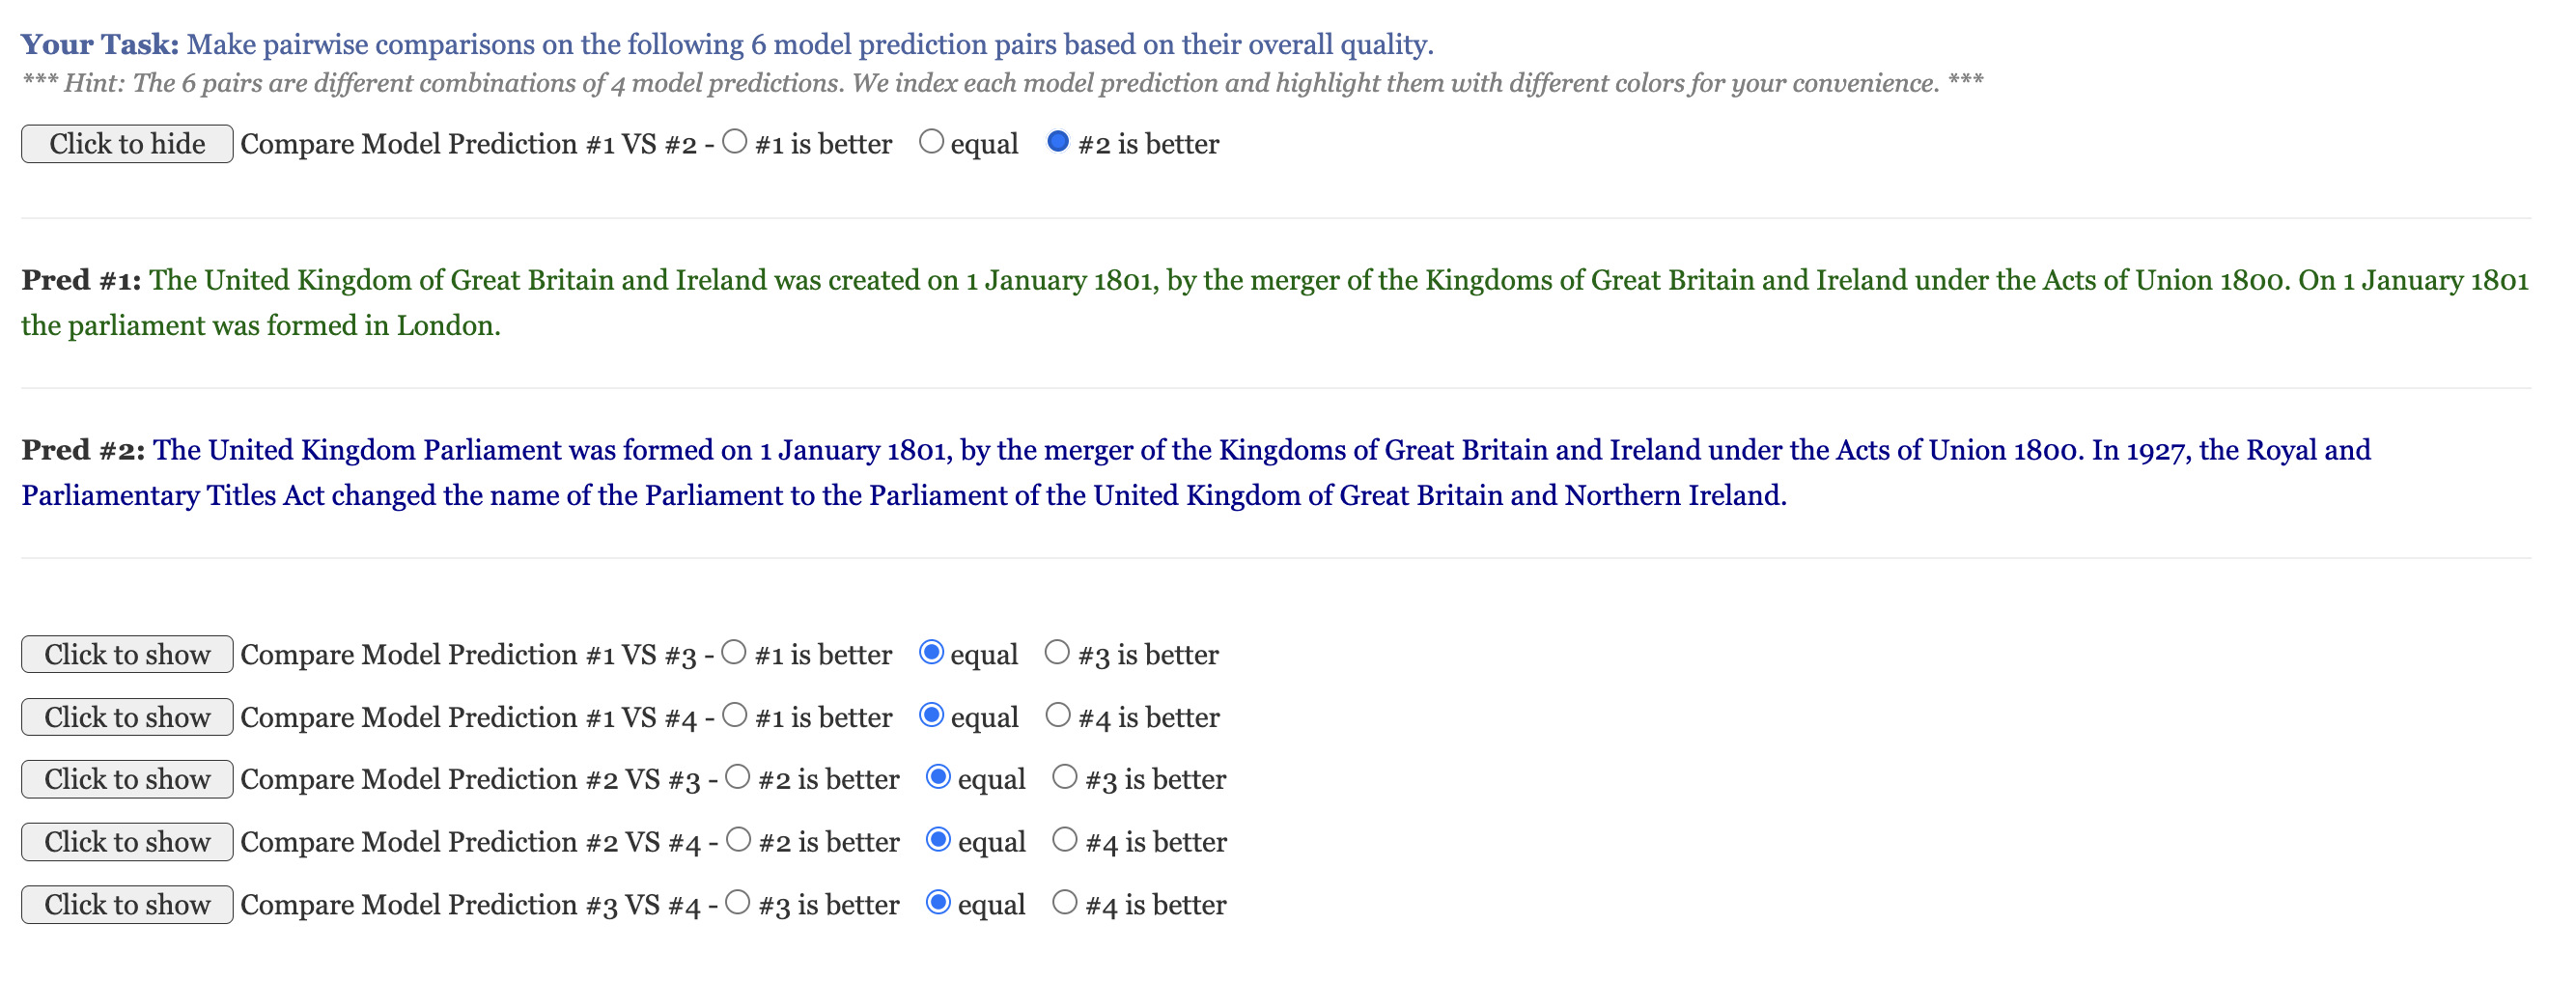 Your Task: Make pairwise comparisons on the following 6 model prediction pairs based on their overall quality.
*** Hint: The 6 pairs are different combinations of 4 model predictions. We index each model prediction and highlight them with different colors for your convenience. ***
Click to hide Compare Model Prediction #1 VS #2 - #1 is better equal #2 is better
Pred #1: The United Kingdom of Great Britain and Ireland was created on 1 January 1801, by the merger of the Kingdoms of Great Britain and Ireland under the Acts of Union 1800. On 1 January 1801
the parliament was formed in London.
Pred #2: The United Kingdom Parliament was formed on 1 January 1801, by the merger of the Kingdoms of Great Britain and Ireland under the Acts of Union 1800. In 1927, the Royal and
Parliamentary Titles Act changed the name of the Parliament to the Parliament of the United Kingdom of Great Britain and Northern Ireland.
Click to show Compare Model Prediction #1 VS #3 - #1 is better equal #3 is better
Click to show Compare Model Prediction #1 VS #4 - #1 is better equal #4 is better
Click to show Compare Model Prediction #2 VS #3 - #2 is better equal #3 is better
Click to show Compare Model Prediction #2 VS #4 - #2 is better equal #4 is better
Click to show Compare Model Prediction #3 VS #4 - #3 is better equal #4 is better